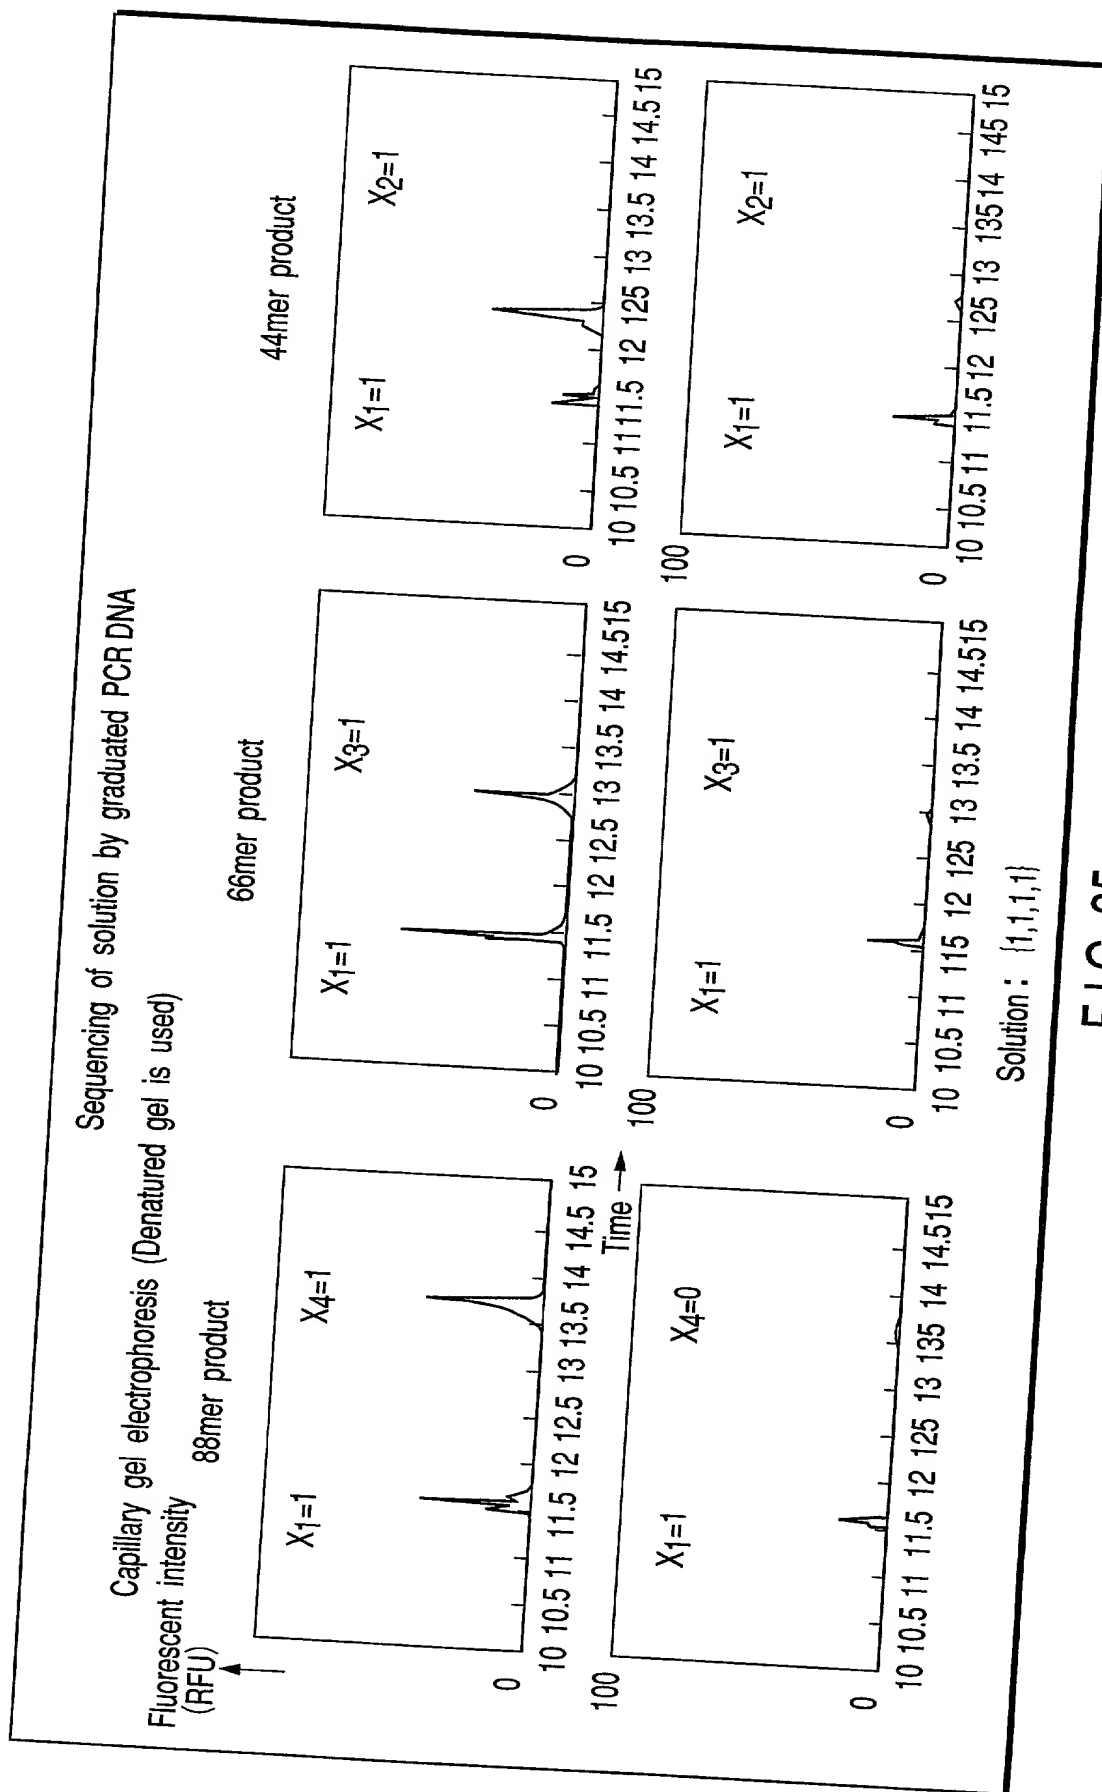 Sequencing of solution by graduated PCR DNA
Capillary gel electrophoresis (Denatured gel is used)
Fluorescent intensity
(RFU)
88mer product
66mer product
44mer product
X1=1
X4=1
0
10 10.5 11 11.5 12 12.5 13 13.5 14 14.5 15
X1=1
X3=1
0
10 10.5 11 11.5 12 12.5 13 13.5 14 14.515
X1=1
X2=1
0
10 10.5 1111.5 12 125 13 13.5 14 14.515
Time
100
X1=1
X4=0
0
10 10.5 11 11.5 12 125 13 135 14 14.515
100
X1=1
X3=1
0
10 10.5 11 115 12 125 13 13.5 14 14.515
100
X1=1
X2=1
0
10 10.5 11 11.5 12 125 13 13514 145 15
Solution: {1,1,1,1}